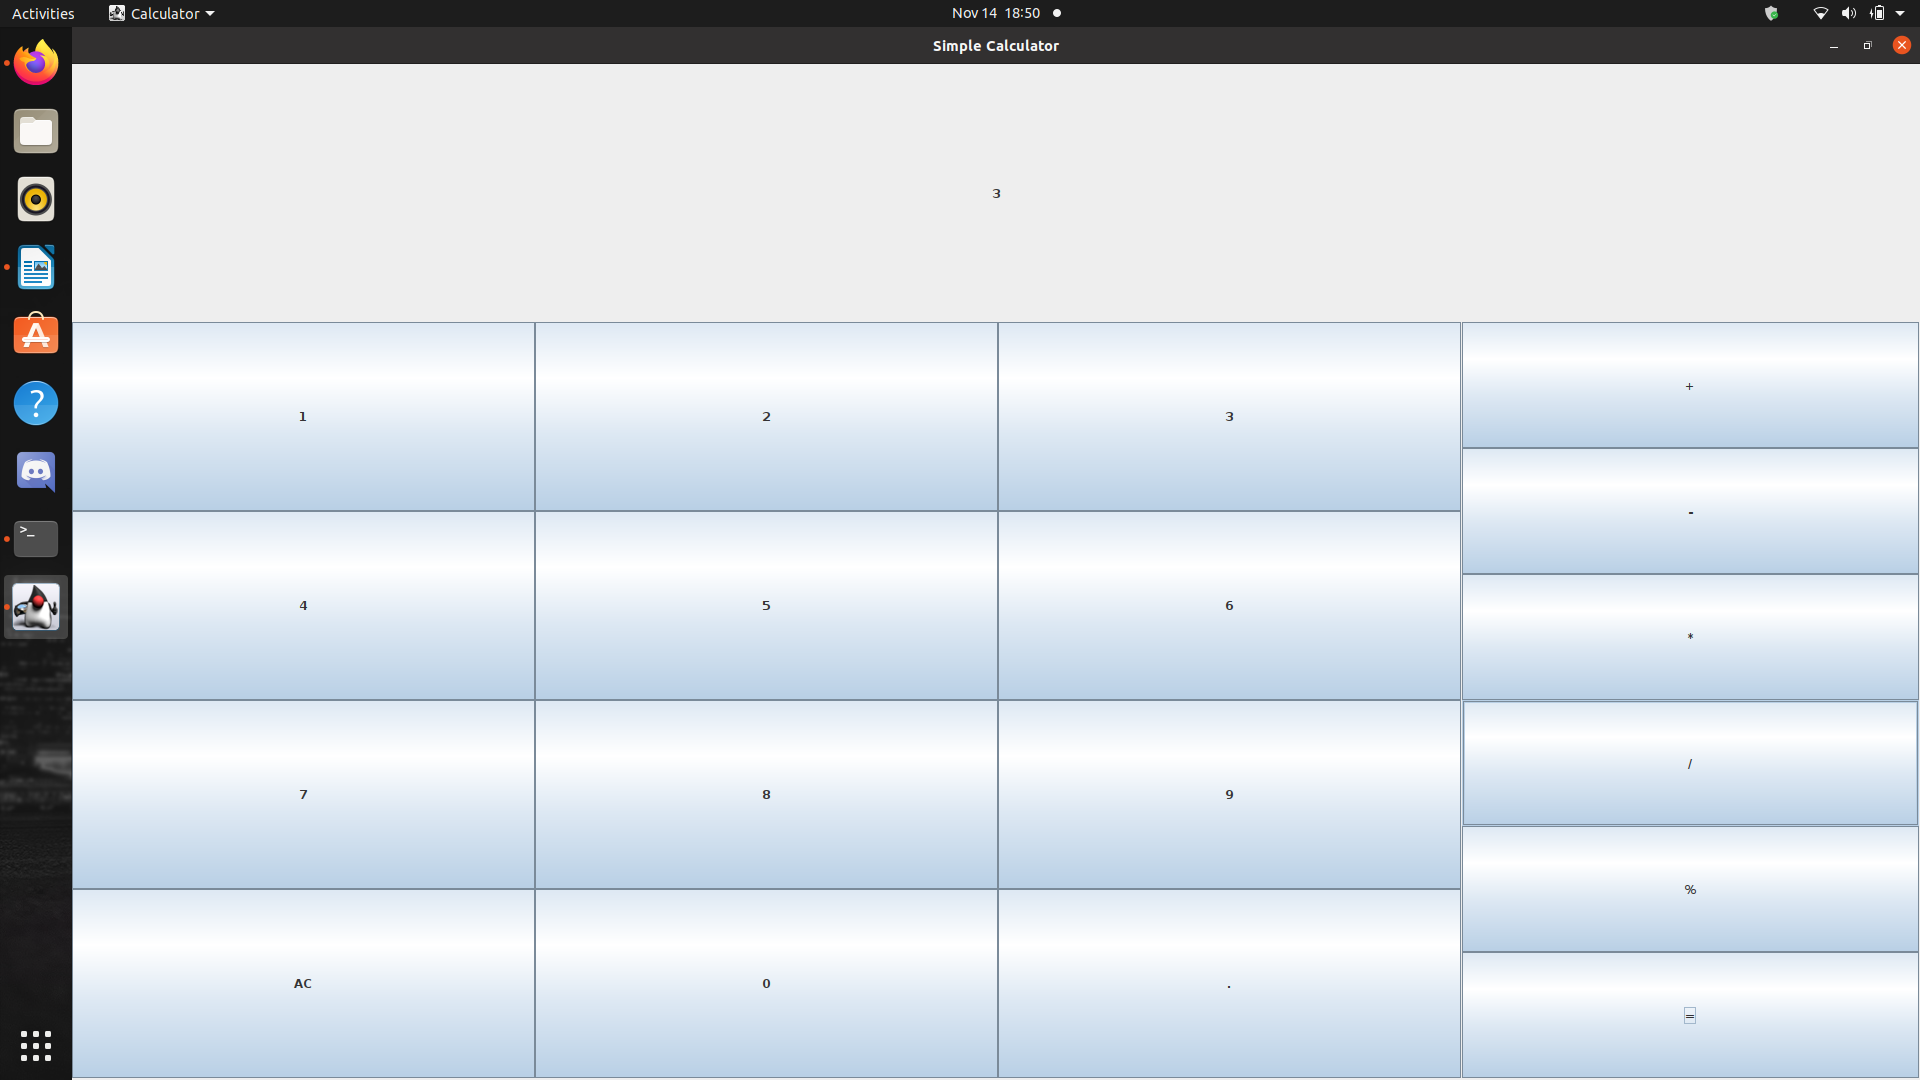 Activities Calculator Nov 14 18:50
Simple Calculator
3
1 2 3 +
-
4 5 6 *
7 8 9 /
%
AC 0 . =